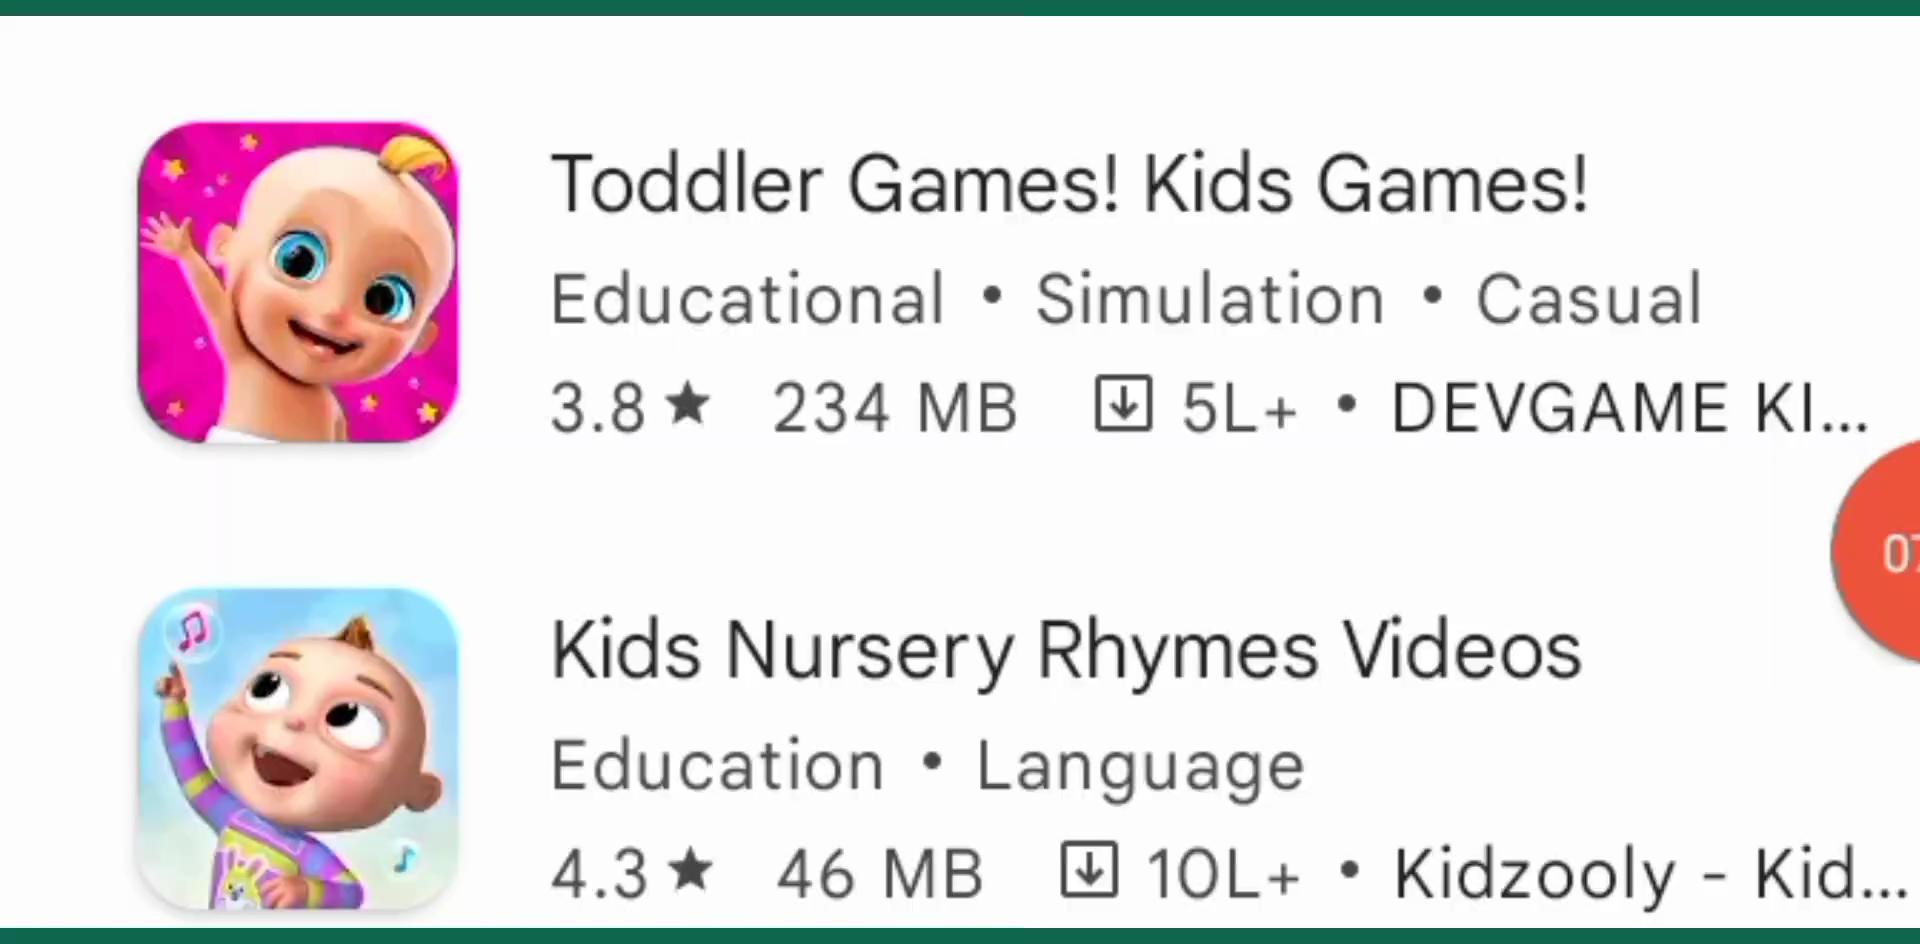 Toddler Games! Kids Games!
Educational • Simulation • Casual
3.8 ★ 234 MB 5L+ • DEVGAME KI...
Kids Nursery Rhymes Videos
Education • Language
4.3 ★ 46 MB 10L+ • Kidzooly - Kid...